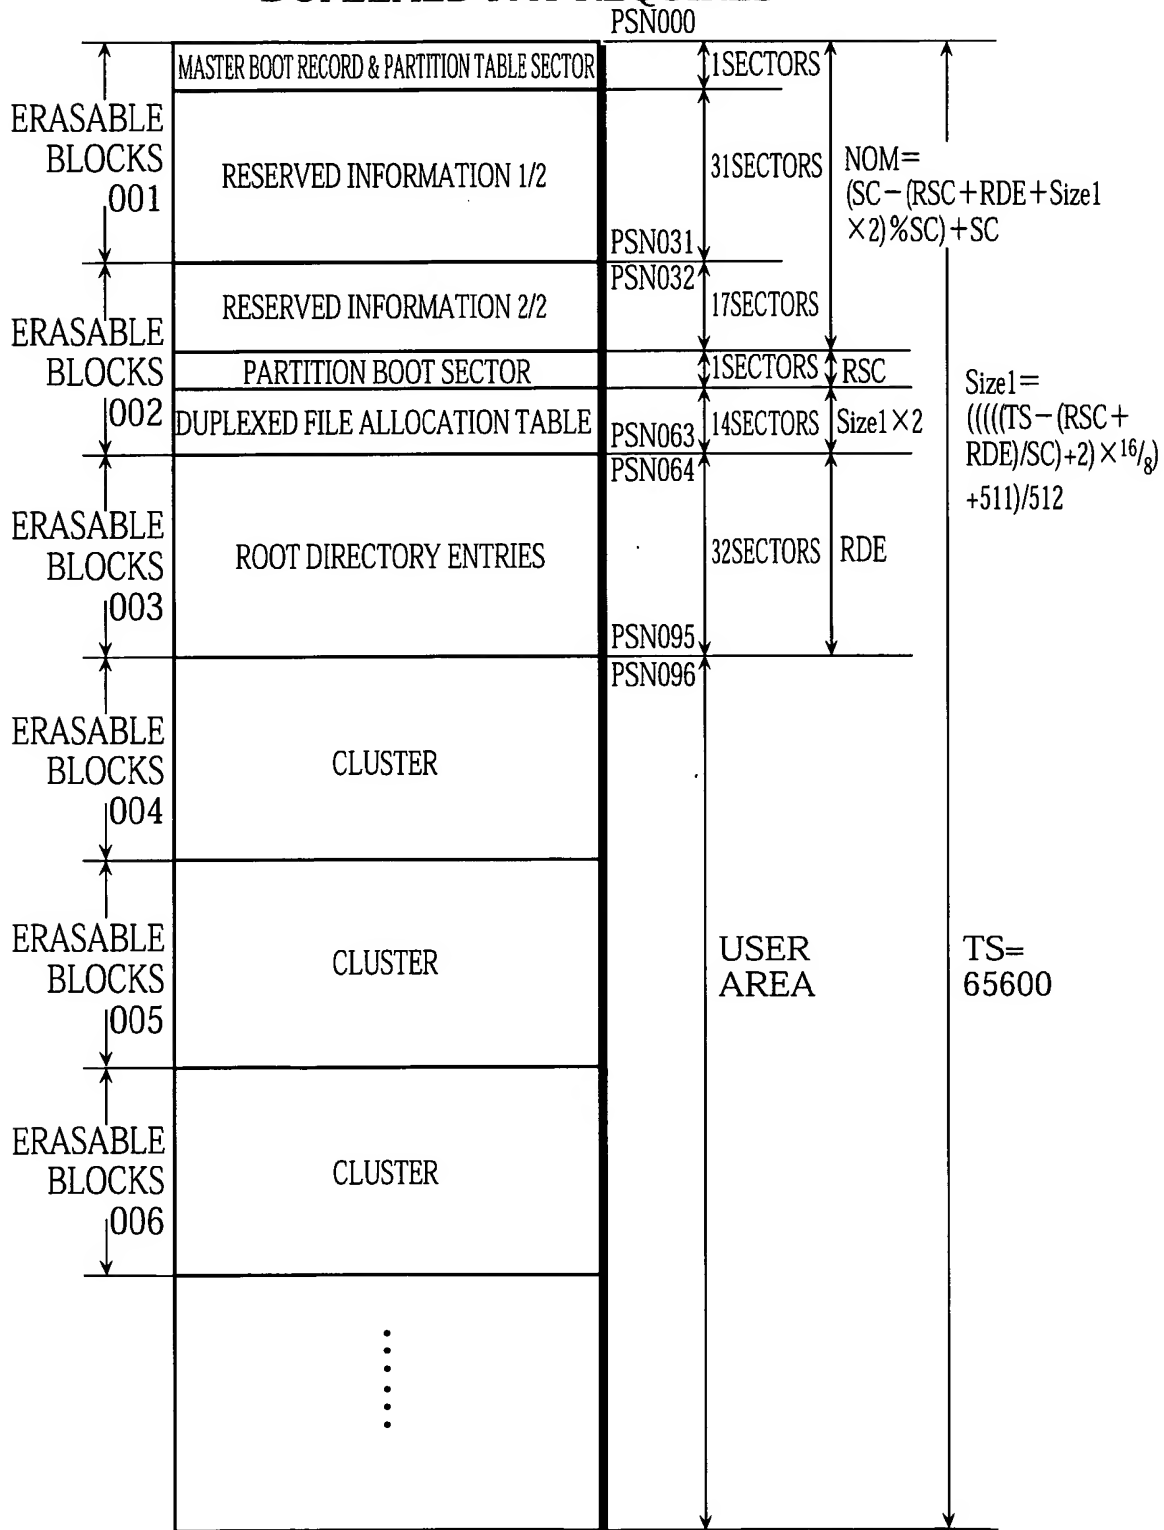 PSN000
MASTER BOOT RECORD & PARTITION TABLE SECTOR
1SECTORS
ERASABLE
BLOCKS
001
RESERVED INFORMATION 1/2
31SECTORS
NOM=
(SC-(RSC+RDE+Size1
×2)%SC)+SC
PSN031
PSN032
ERASABLE
BLOCKS
002
RESERVED INFORMATION 2/2
17SECTORS
PARTITION BOOT SECTOR
1SECTORS
RSC
DUPLEXED FILE ALLOCATION TABLE
PSN063
14SECTORS
Size1×2
Size1=
(((((TS-(RSC+
RDE)/SC)+2)×16/8)
+511)/512
PSN064
ERASABLE
BLOCKS
003
ROOT DIRECTORY ENTRIES
32SECTORS
RDE
PSN095
PSN096
ERASABLE
BLOCKS
004
CLUSTER
ERASABLE
BLOCKS
005
CLUSTER
USER
AREA
TS=
65600
ERASABLE
BLOCKS
006
CLUSTER